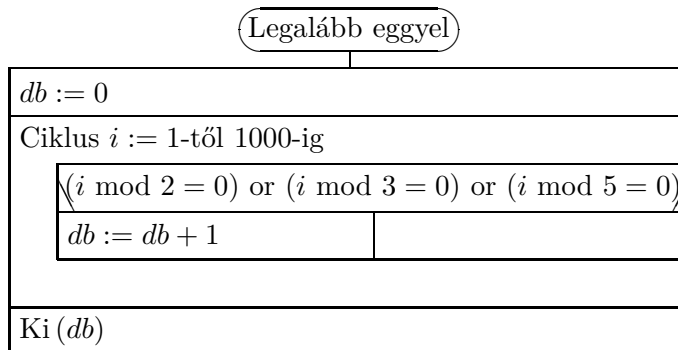 Legalább eggyel
db := 0
Ciklus i := 1-től 1000-ig
(i mod 2 = 0) or (i mod 3 = 0) or (i mod 5 = 0)
db := db + 1
Ki (db)